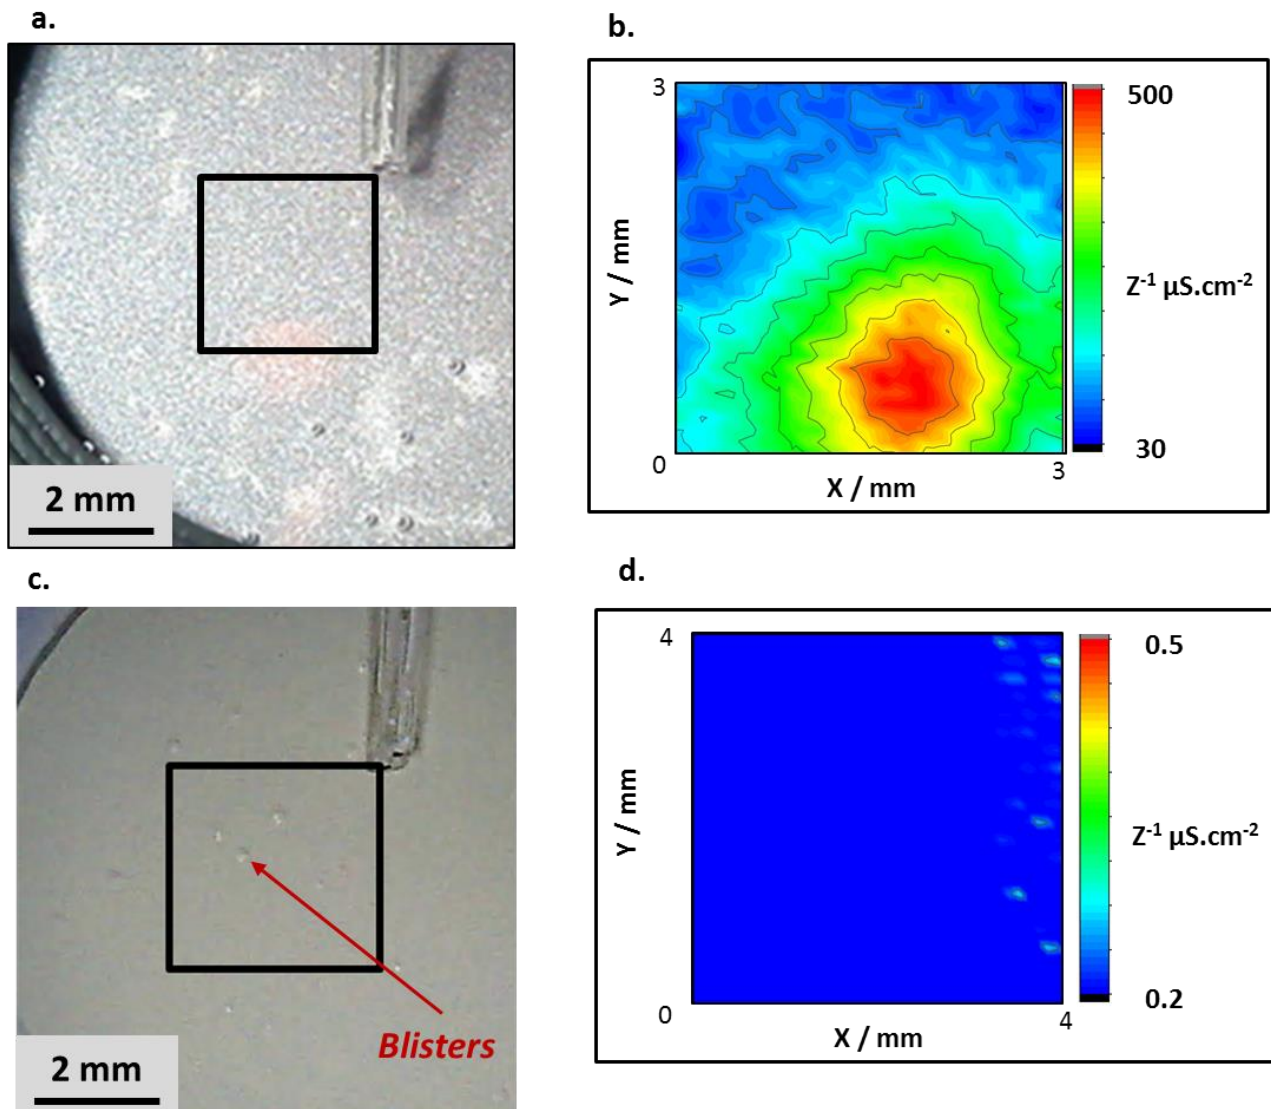 a.
2 mm
b.
3
Y / mm
0
X / mm
3
500
Z⁻¹ µS.cm⁻²
30
c.
Blisters
2 mm
d.
4
Y / mm
0
X / mm
4
0.5
Z⁻¹ µS.cm⁻²
0.2